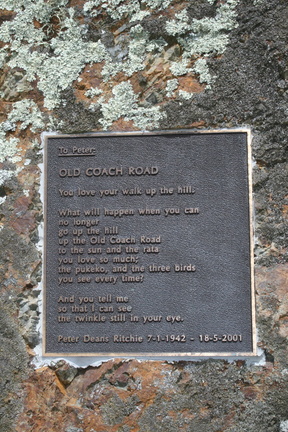 To Peter:
OLD COACH ROAD
You love your walk up the hill.
What will happen when you can
no longer
go up the hill
up the Old Coach Road
to the sun and the rata
you love so much;
the pukeko, and the three birds
you see every time?
And you tell me
so that I can see
the twinkle still in your eye.
Peter Deans Ritchie 7-1-1942 - 18-5-2001